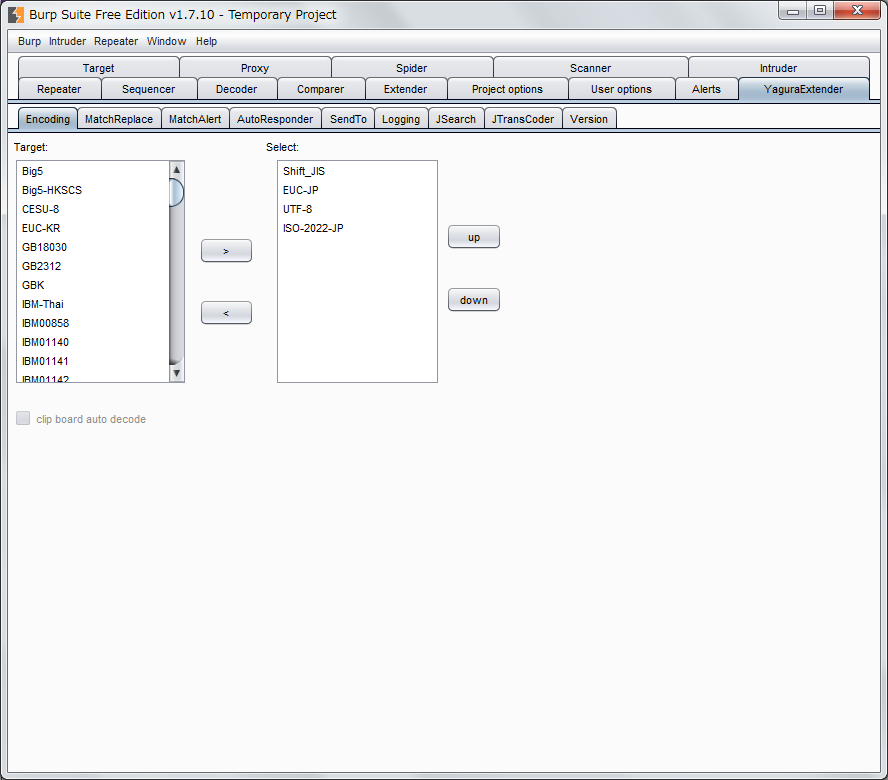 Burp Suite Free Edition v1.7.10 - Temporary Project
Burp Intruder Repeater Window Help
Target Proxy Spider Scanner Intruder
Repeater Sequencer Decoder Comparer Extender Project options User options Alerts YaguraExtender
Encoding MatchReplace MatchAlert AutoResponder SendTo Logging JSearch JTransCoder Version
Target:
Big5
Big5-HKSCS
CESU-8
EUC-KR
GB18030
GB2312
GBK
IBM-Thai
IBM00858
IBM01140
IBM01141
IBM01142
>
<
Select:
Shift_JIS
EUC-JP
UTF-8
ISO-2022-JP
up
down
clip board auto decode